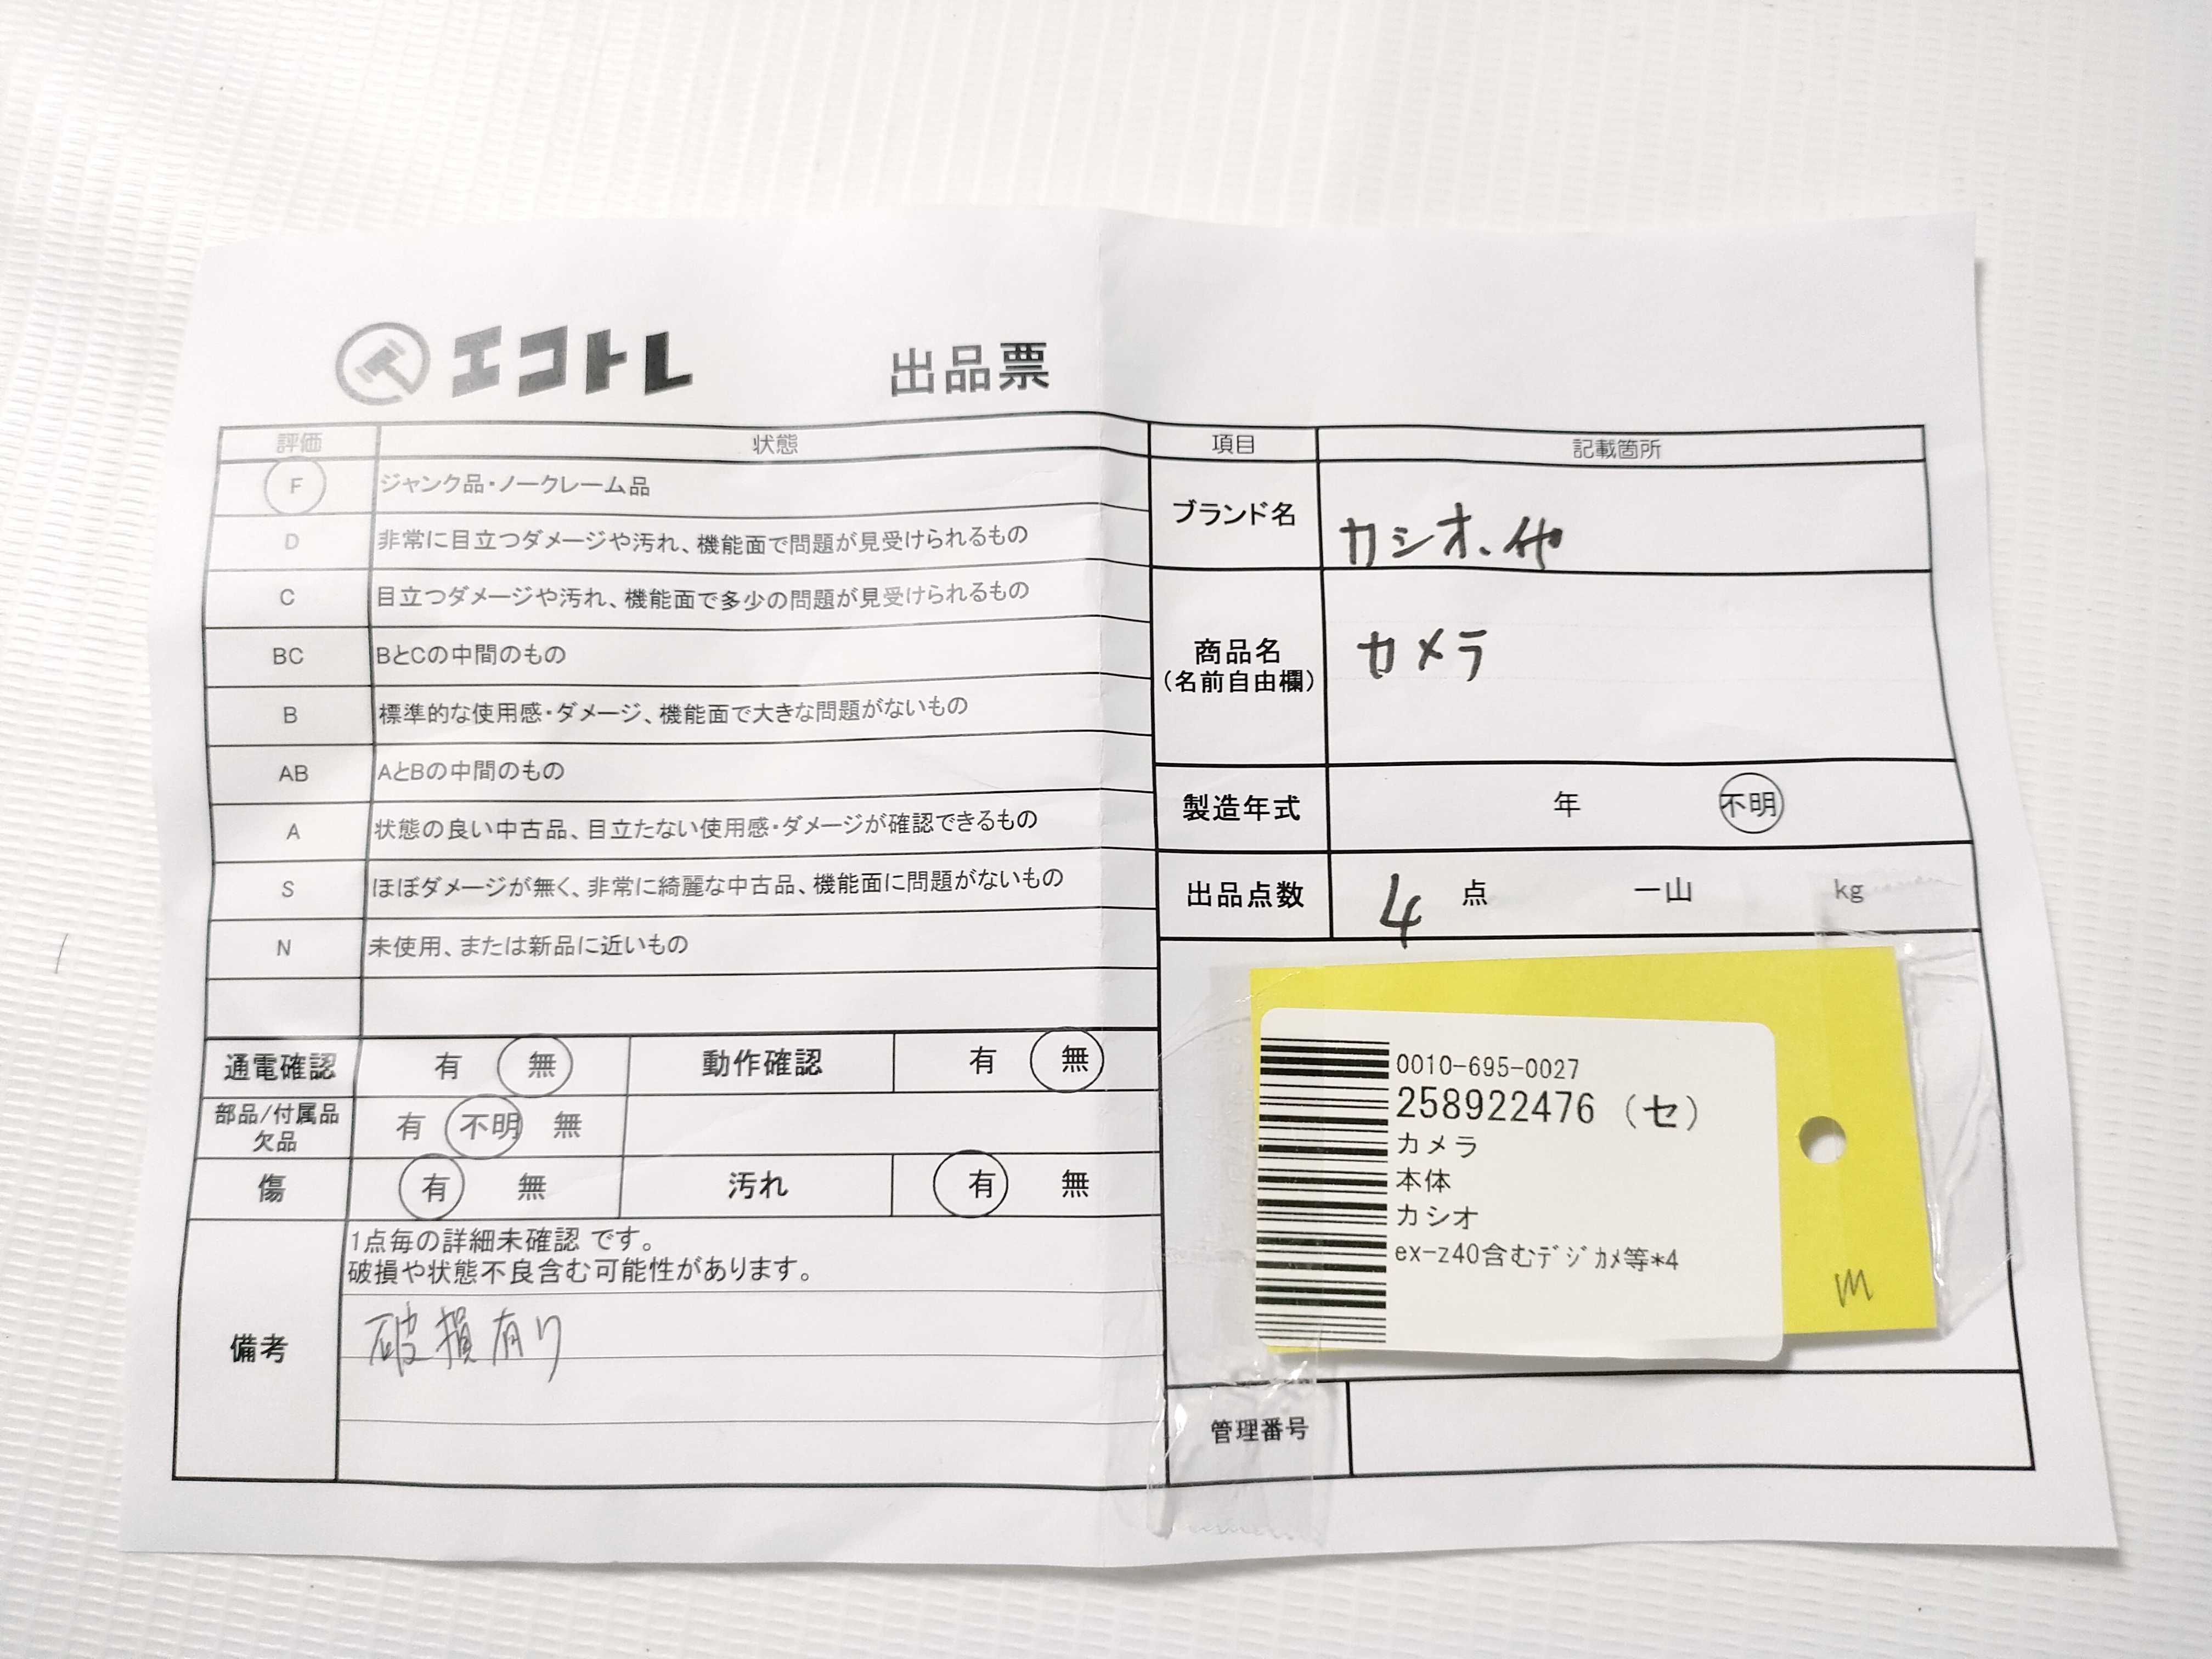 エコトレ 出品票
評価 状態
F ジャンク品・ノークレーム品
D 非常に目立つダメージや汚れ、機能面で問題が見受けられるもの
C 目立つダメージや汚れ、機能面で多少の問題が見受けられるもの
BC BとCの中間のもの
B 標準的な使用感・ダメージ、機能面で大きな問題がないもの
AB AとBの中間のもの
A 状態の良い中古品、目立たない使用感・ダメージが確認できるもの
S ほぼダメージが無く、非常に綺麗な中古品、機能面に問題がないもの
N 未使用、または新品に近いもの
通電確認 有 無 動作確認 有 無
部品/付属品
欠品 有 不明 無
傷 有 無 汚れ 有 無
備考
1点毎の詳細未確認 です。
破損や状態不良含む可能性があります。
破損有り
項目 記載箇所
ブランド名 カシオ、他
商品名
(名前自由欄) カメラ
製造年式 年 不明
出品点数 4 点 一山 kg
0010-695-0027
258922476 (セ)
カメラ
本体
カシオ
ex-z40含むﾃﾞｼﾞｶﾒ等*4
M
管理番号